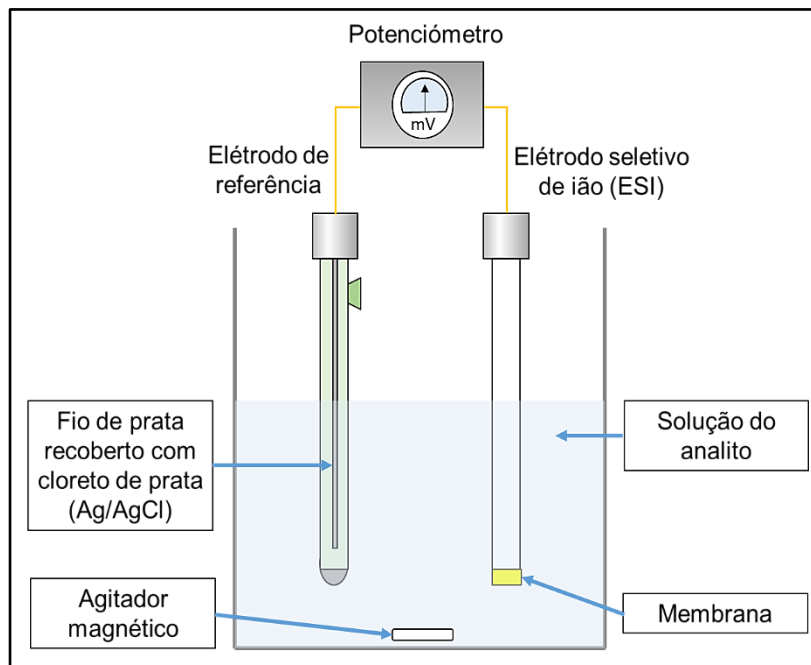 Potenciómetro
mV
Elétrodo de
referência
Elétrodo seletivo
de ião (ESI)
Fio de prata
recoberto com
cloreto de prata
(Ag/AgCl)
Solução do
analito
Agitador
magnético
Membrana